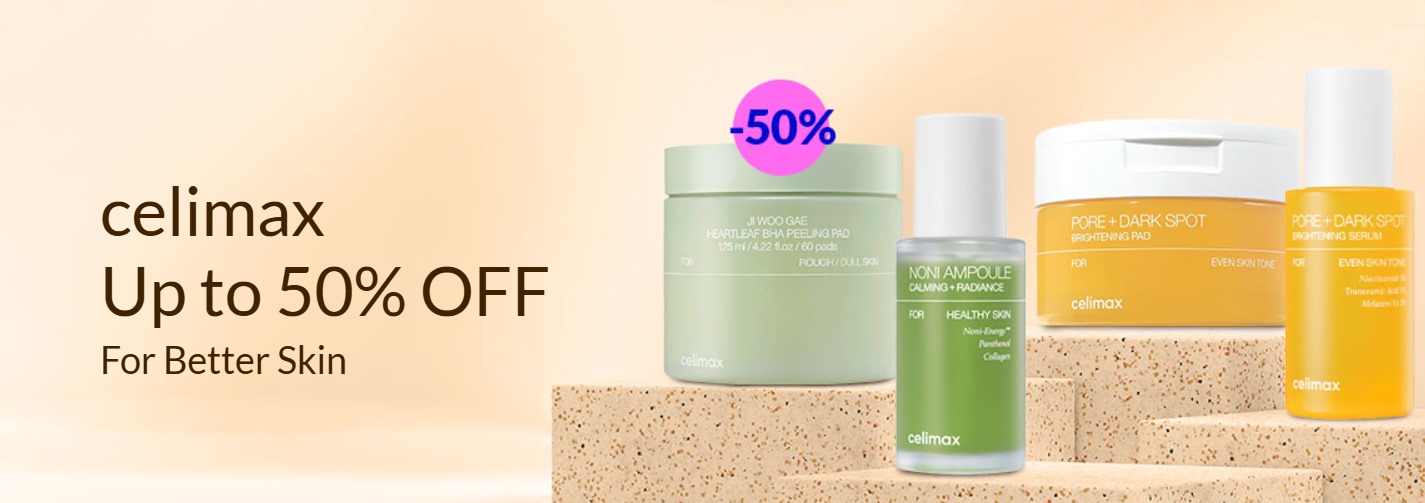 celimax
Up to 50% OFF
For Better Skin
-50%
JI WOO GAE
HEARTLEAF BHA PEELING PAD
125 ml / 4.22 fl.oz / 60 pads
FOR ROUGH / DULL SKIN
celimax
NONI AMPOULE
CALMING + RADIANCE
FOR HEALTHY SKIN
Noni-Energy™
Panthenol
Collagen
celimax
PORE + DARK SPOT
BRIGHTENING PAD
FOR EVEN SKIN TONE
celimax
PORE + DARK SPOT
BRIGHTENING SERUM
FOR EVEN SKIN TONE
Niacinamide
Tranexamic Acid
celimax